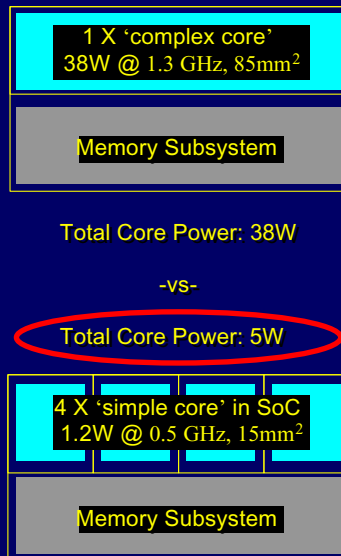 1 X ‘complex core’
38W @ 1.3 GHz, 85mm²
Memory Subsystem
Total Core Power: 38W
-vs-
Total Core Power: 5W
4 X ‘simple core’ in SoC
1.2W @ 0.5 GHz, 15mm²
Memory Subsystem